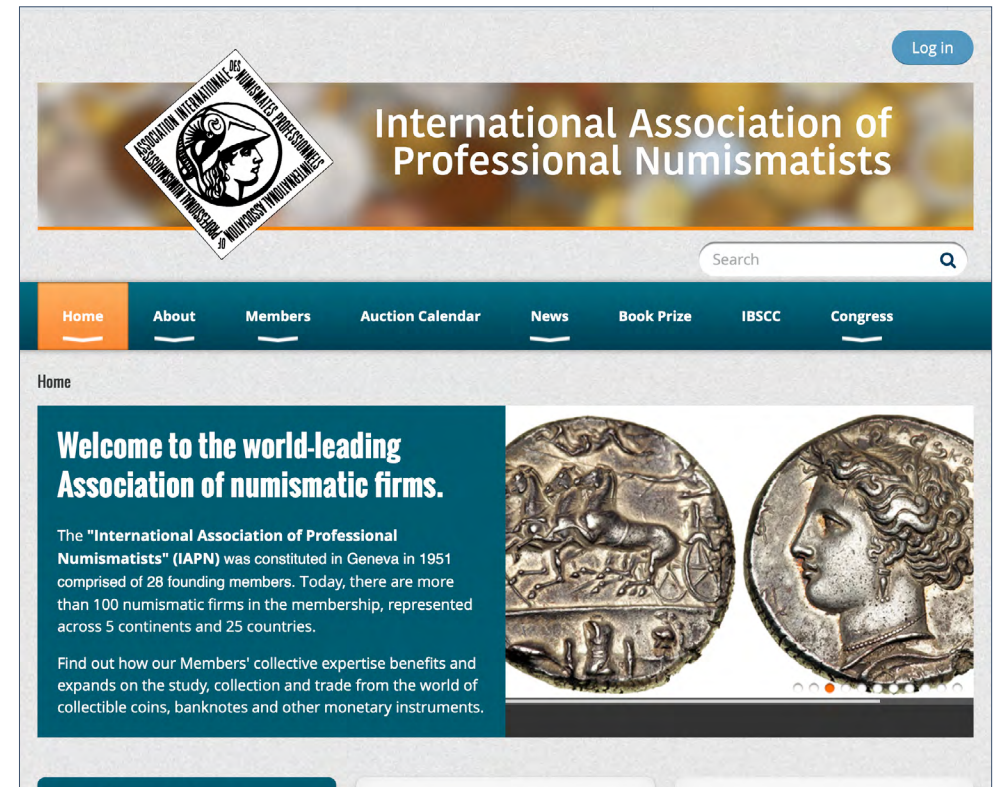 Log in
ASSOCIATION INTERNATIONALE
DES NUMISMATES PROFESSIONNELS
INTERNATIONAL ASSOCIATION
OF PROFESSIONAL NUMISMATISTS
International Association of
Professional Numismatists
Search
Home
About
Members
Auction Calendar
News
Book Prize
IBSCC
Congress
Home
Welcome to the world-leading
Association of numismatic firms.
The "International Association of Professional
Numismatists" (IAPN) was constituted in Geneva in 1951
comprised of 28 founding members. Today, there are more
than 100 numismatic firms in the membership, represented
across 5 continents and 25 countries.
Find out how our Members' collective expertise benefits and
expands on the study, collection and trade from the world of
collectible coins, banknotes and other monetary instruments.